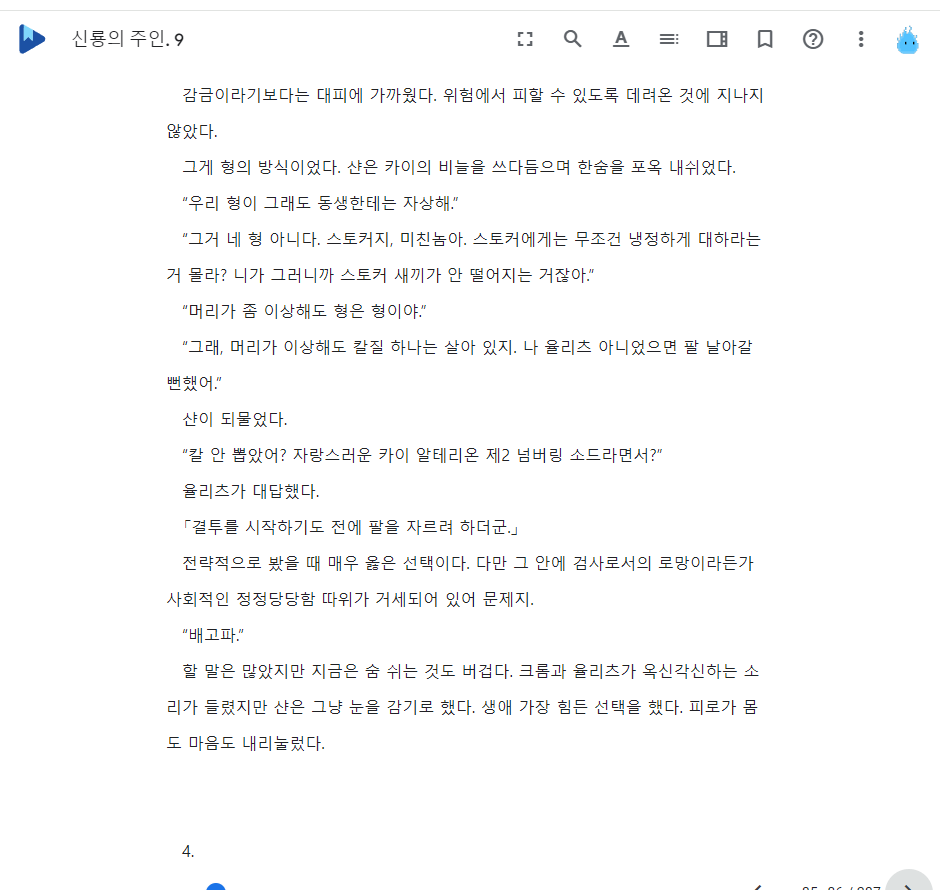 신룡의 주인. 9
감금이라기보다는 대피에 가까웠다. 위험에서 피할 수 있도록 데려온 것에 지나지
않았다.
그게 형의 방식이었다. 샨은 카이의 비늘을 쓰다듬으며 한숨을 포옥 내쉬었다.
“우리 형이 그래도 동생한테는 자상해.”
“그거 네 형 아니다. 스토커지, 미친놈아. 스토커에게는 무조건 냉정하게 대하라는
거 몰라? 니가 그러니까 스토커 새끼가 안 떨어지는 거잖아.”
“머리가 좀 이상해도 형은 형이야.”
“그래, 머리가 이상해도 칼질 하나는 살아 있지. 나 율리츠 아니었으면 팔 날아갈
뻔했어.”
샨이 되물었다.
“칼 안 뽑았어? 자랑스러운 카이 알테리온 제2 넘버링 소드라면서?”
율리츠가 대답했다.
「결투를 시작하기도 전에 팔을 자르려 하더군.」
전략적으로 봤을 때 매우 옳은 선택이다. 다만 그 안에 검사로서의 로망이라든가
사회적인 정정당당함 따위가 거세되어 있어 문제지.
“배고파.”
할 말은 많았지만 지금은 숨 쉬는 것도 버겁다. 크롬과 율리츠가 옥신각신하는 소
리가 들렸지만 샨은 그냥 눈을 감기로 했다. 생애 가장 힘든 선택을 했다. 피로가 몸
도 마음도 내리눌렀다.
4.